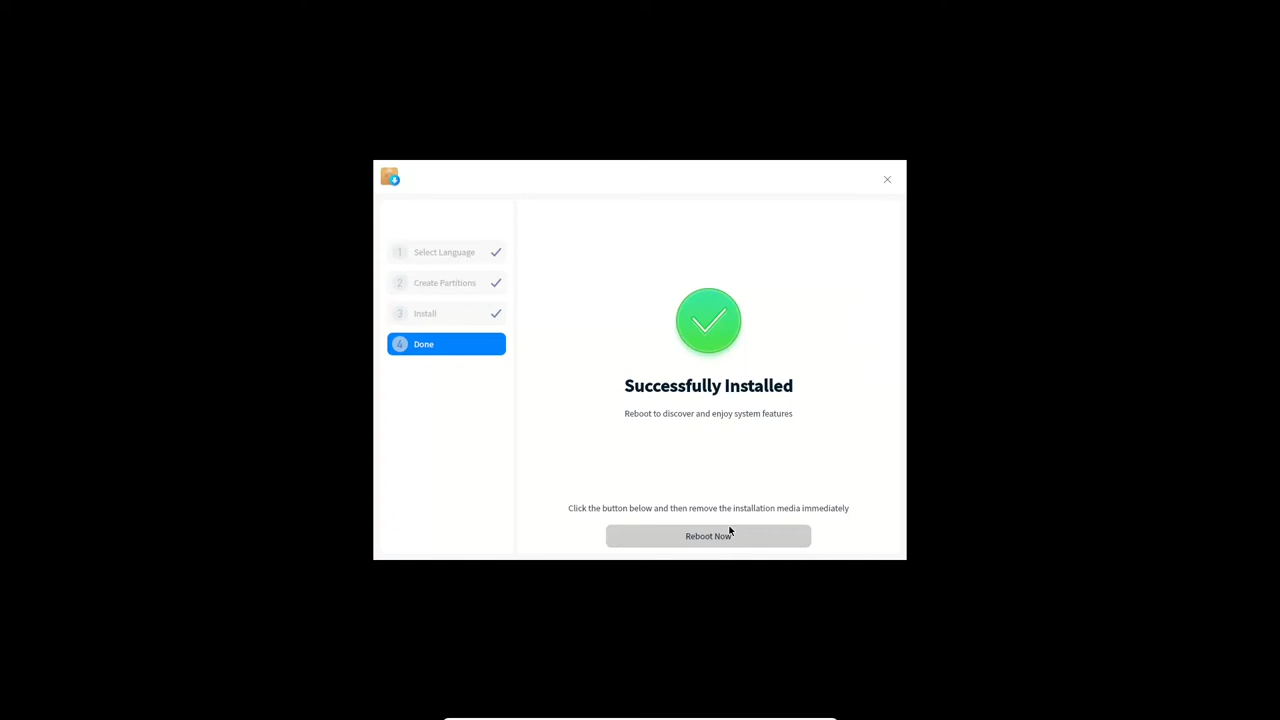 1 Select Language
2 Create Partitions
3 Install
4 Done
Successfully Installed
Reboot to discover and enjoy system features
Click the button below and then remove the installation media immediately
Reboot Now